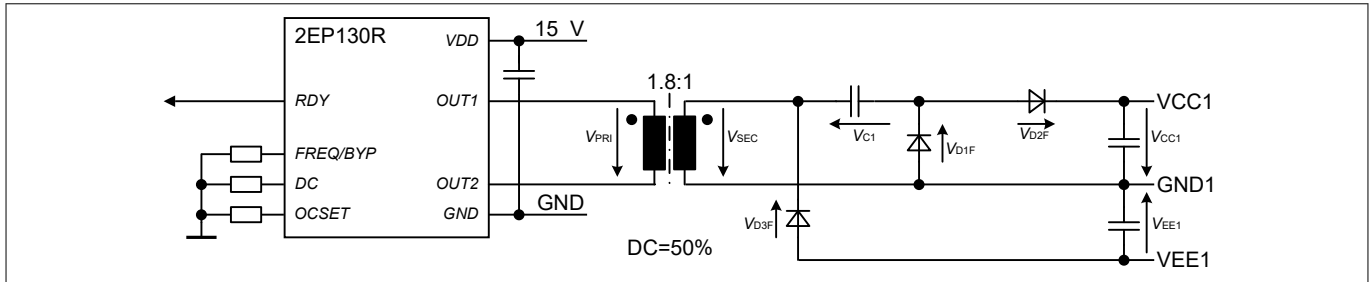 2EP130R
VDD
15 V
1.8:1
RDY
OUT1
VCC1
VPRI
VSEC
VC1
VD1F
VD2F
VCC1
FREQ/BYP
DC
OUT2
GND1
OCSET
GND
GND
VD3F
VEE1
DC=50%
VEE1